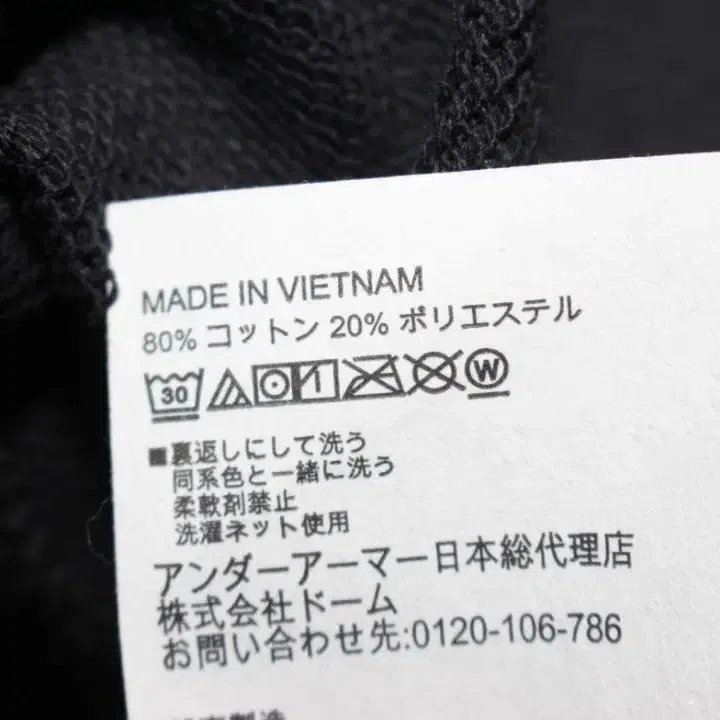 MADE IN VIETNAM
80% コットン 20% ポリエステル
30 W
■裏返しにして洗う
同系色と一緒に洗う
柔軟剤禁止
洗濯ネット使用
アンダーアーマー日本総代理店
株式会社ドーム
お問い合わせ先:0120-106-786